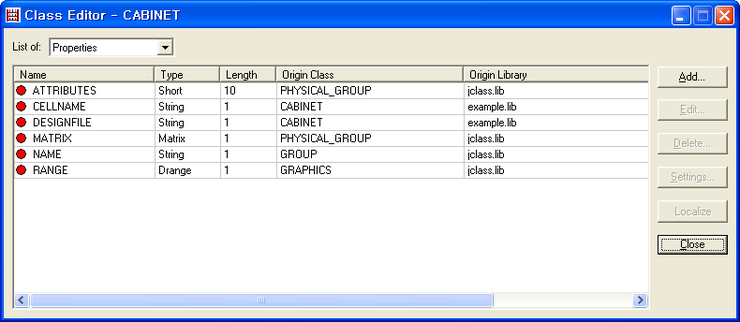 Class Editor - CABINET
List of: Properties
Name Type Length Origin Class Origin Library
ATTRIBUTES Short 10 PHYSICAL_GROUP jclass.lib
CELLNAME String 1 CABINET example.lib
DESIGNFILE String 1 CABINET example.lib
MATRIX Matrix 1 PHYSICAL_GROUP jclass.lib
NAME String 1 GROUP jclass.lib
RANGE Drange 1 GRAPHICS jclass.lib
Add...
Edit...
Delete...
Settings...
Localize
Close